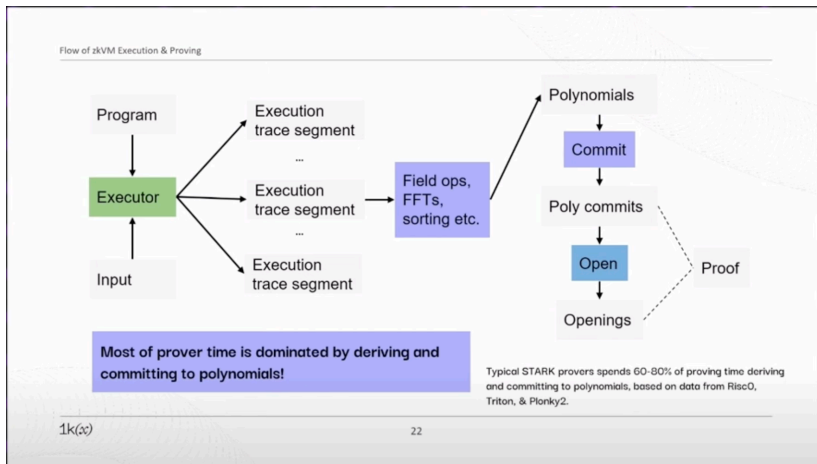 Flow of zkVM Execution & Proving
Program
Executor
Input
Execution
trace segment
...
Execution
trace segment
...
Execution
trace segment
Field ops,
FFTs,
sorting etc.
Polynomials
Commit
Poly commits
Open
Openings
Proof
Most of prover time is dominated by deriving and
committing to polynomials!
Typical STARK provers spends 60-80% of proving time deriving
and committing to polynomials, based on data from Risc0,
Triton, & Plonky2.
1k(x)
22